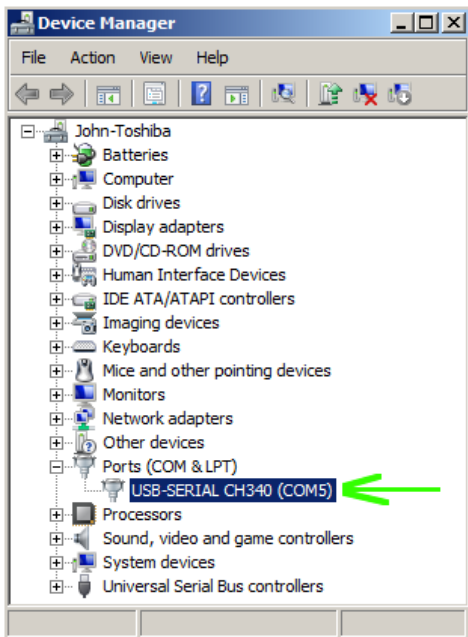 Device Manager
File Action View Help
John-Toshiba
Batteries
Computer
Disk drives
Display adapters
DVD/CD-ROM drives
Human Interface Devices
IDE ATA/ATAPI controllers
Imaging devices
Keyboards
Mice and other pointing devices
Monitors
Network adapters
Other devices
Ports (COM & LPT)
USB-SERIAL CH340 (COM5)
Processors
Sound, video and game controllers
System devices
Universal Serial Bus controllers